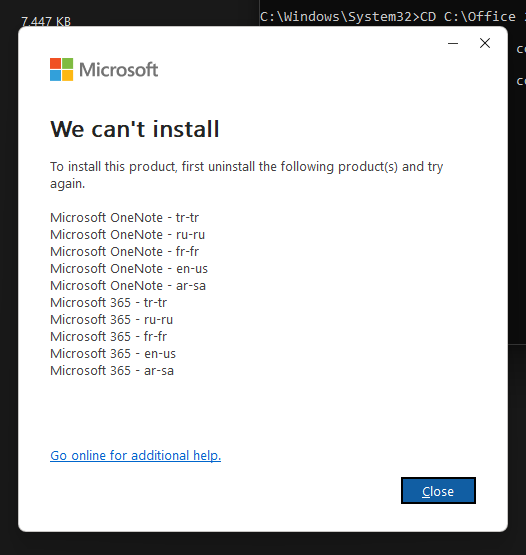 7.447 KB
C:\Windows\System32>CD C:\Office
co
co
Microsoft
We can't install
To install this product, first uninstall the following product(s) and try
again.
Microsoft OneNote - tr-tr
Microsoft OneNote - ru-ru
Microsoft OneNote - fr-fr
Microsoft OneNote - en-us
Microsoft OneNote - ar-sa
Microsoft 365 - tr-tr
Microsoft 365 - ru-ru
Microsoft 365 - fr-fr
Microsoft 365 - en-us
Microsoft 365 - ar-sa
Go online for additional help.
Close